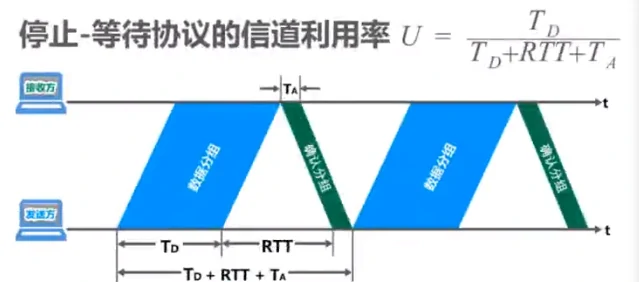 停止-等待协议的信道利用率 U = T_D / (T_D+RTT+T_A)
接收方
T_A
t
数据分组
确认分组
数据分组
确认分组
发送方
t
T_D
RTT
T_D + RTT + T_A